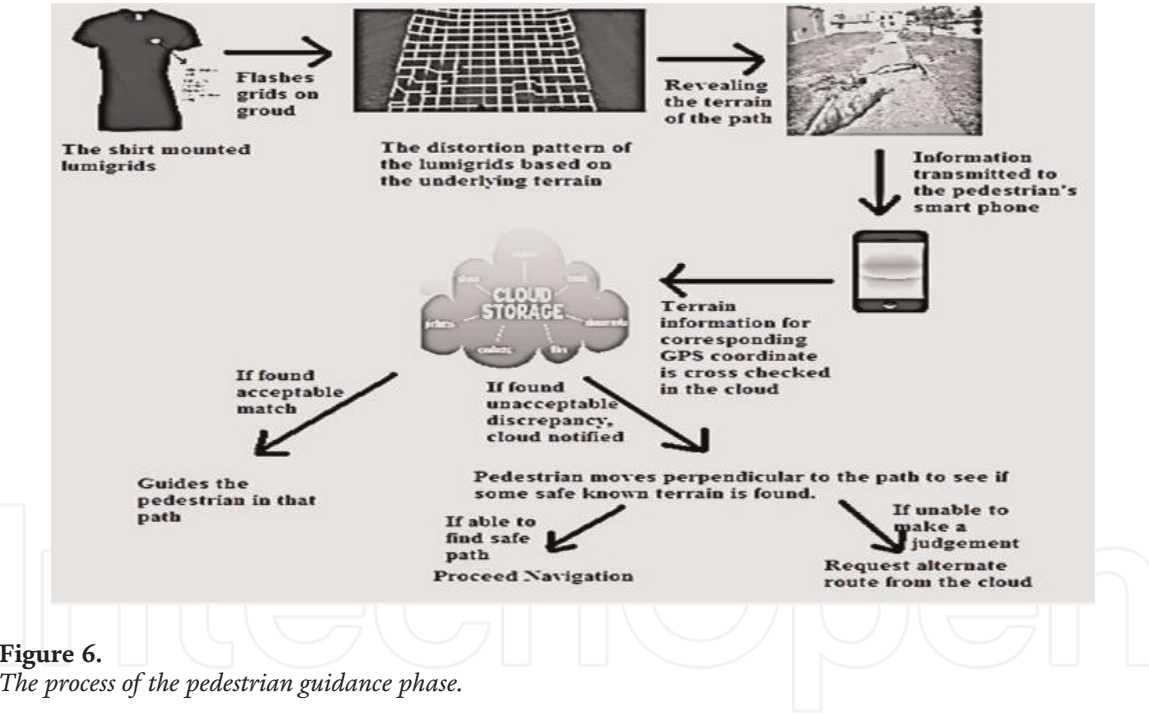 Flashes
grids on
groud
Revealing
the terrain
of the path
The shirt mounted
lumigrids
The distortion pattern of
the lumigrids based on
the underlying terrain
Information
transmitted to
the pedestrian's
smart phone
CLOUD
STORAGE
Terrain
information for
corresponding
GPS coordinate
is cross checked
in the cloud
If found
acceptable
match
If found
unacceptable
discrepancy,
cloud notified
Guides the
pedestrian in that
path
Pedestrian moves perpendicular to the path to see if
some safe known terrain is found.
If able to
find safe
path
Proceed Navigation
If unable to
make a
judgement
Request alternate
route from the cloud
IntechOpen
Figure 6.
The process of the pedestrian guidance phase.